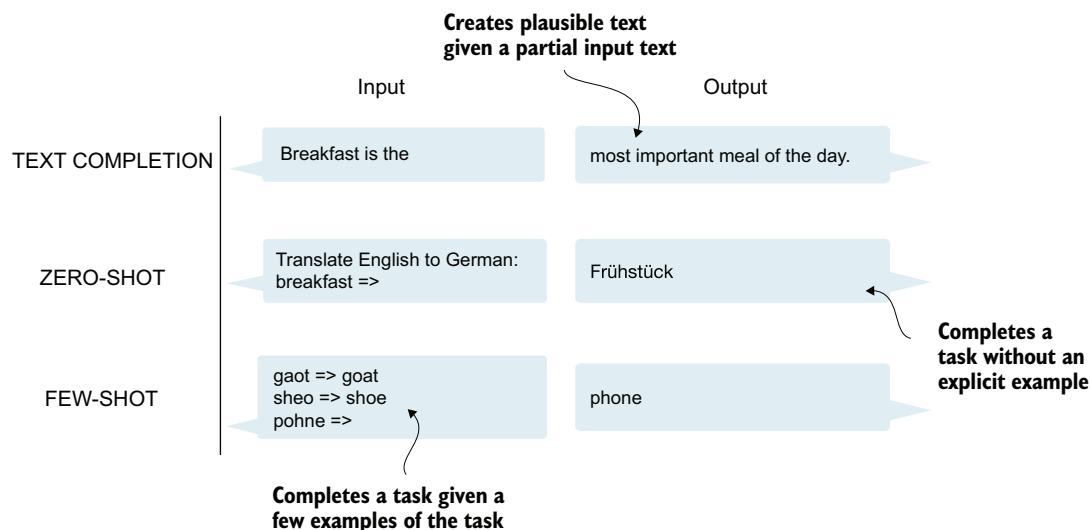 Creates plausible text
given a partial input text
Input
Output
TEXT COMPLETION
Breakfast is the
most important meal of the day.
ZERO-SHOT
Translate English to German:
breakfast =>
Frühstück
Completes a
task without an
explicit example
FEW-SHOT
gaot => goat
sheo => shoe
pohne =>
phone
Completes a task given a
few examples of the task